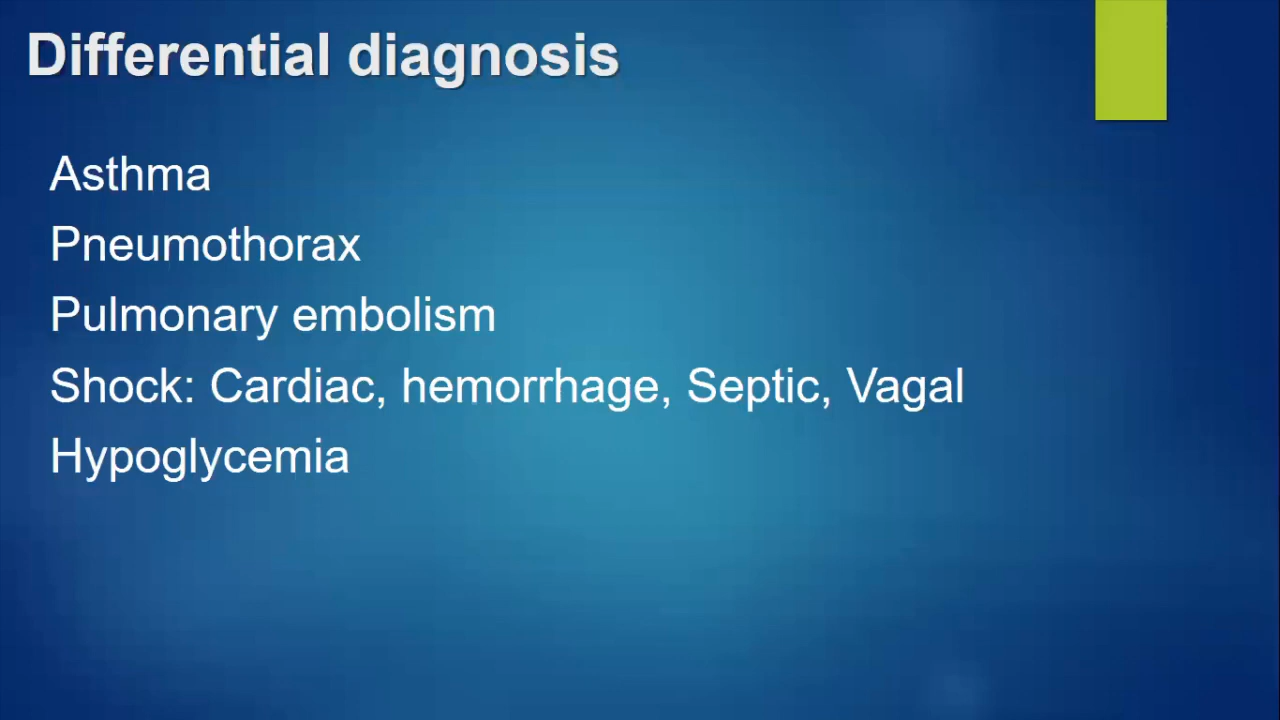 Differential diagnosis
Asthma
Pneumothorax
Pulmonary embolism
Shock: Cardiac, hemorrhage, Septic, Vagal
Hypoglycemia